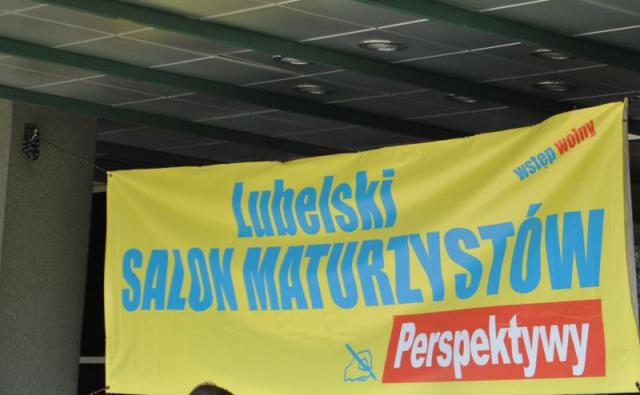 wstęp wolny
Lubelski
SALON MATURZYSTÓW
Perspektywy